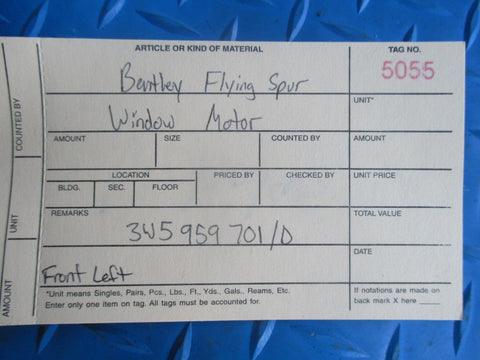 ARTICLE OR KIND OF MATERIAL
TAG NO.
Bentley Flying Spur
5055
Window Motor
UNIT*
AMOUNT SIZE COUNTED BY AMOUNT
LOCATION PRICED BY CHECKED BY UNIT PRICE
BLDG. SEC. FLOOR
REMARKS TOTAL VALUE
3W5 959 701/D
DATE
Front Left
*Unit means Singles, Pairs, Pcs., Lbs., Ft., Yds., Gals., Reams, Etc.
Enter only one item on tag. All tags must be accounted for.
If notations are made on
back mark X here ____
COUNTED BY
UNIT
AMOUNT